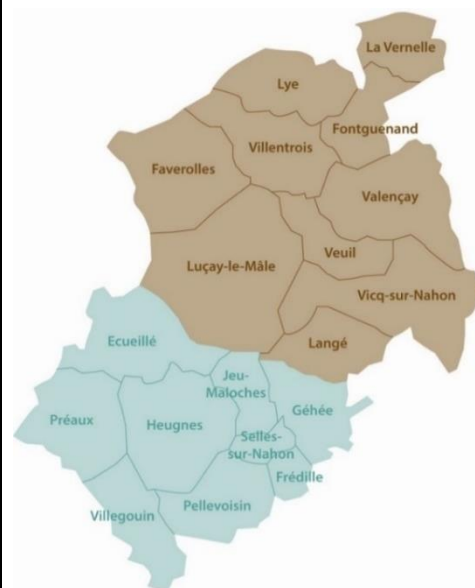 La Vernelle
Lye
Fontguenand
Villentrois
Faverolles
Valençay
Veuil
Luçay-le-Mâle
Vicq-sur-Nahon
Langé
Ecueillé
Jeu-
Maloches
Géhée
Préaux
Heugnes
Selles-
sur-Nahon
Frédille
Pellevoisin
Villegouin